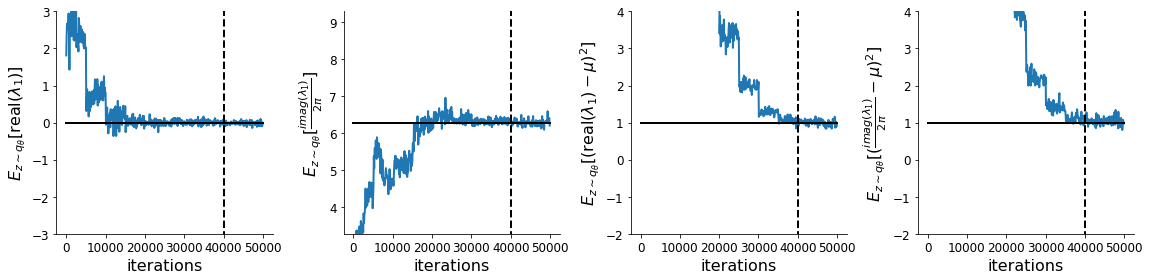 3
2
1
0
−1
−2
−3
0 10000 20000 30000 40000 50000
iterations
E_{z∼q_θ}[real(λ_1)]
9
8
7
6
5
4
0 10000 20000 30000 40000 50000
iterations
E_{z∼q_θ}[\frac{imag(λ_1)}{2π}]
4
3
2
1
0
−1
−2
0 10000 20000 30000 40000 50000
iterations
E_{z∼q_θ}[(real(λ_1) − μ)^2]
4
3
2
1
0
−1
−2
0 10000 20000 30000 40000 50000
iterations
E_{z∼q_θ}[(\frac{imag(λ_1)}{2π} − μ)^2]